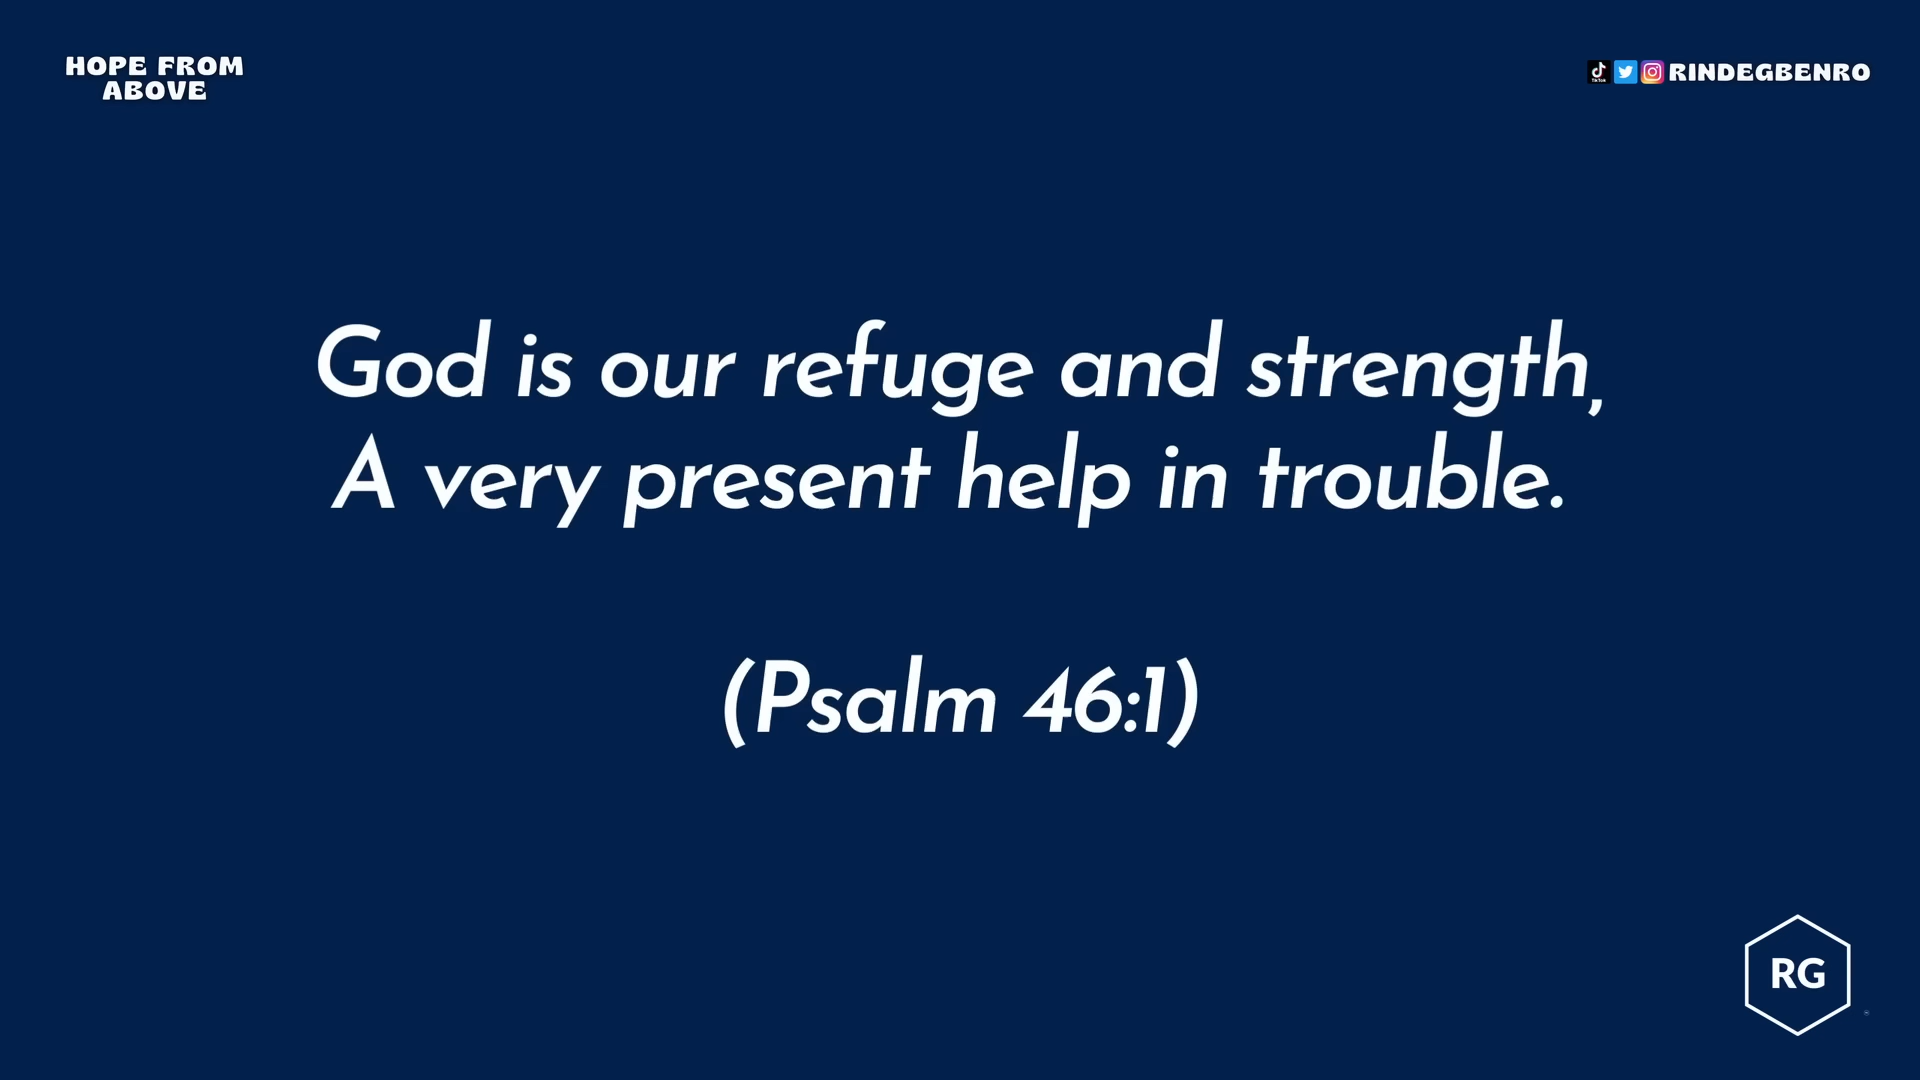 HOPE FROM
ABOVE
TikTok
RINDEGBENRO
God is our refuge and strength,
A very present help in trouble.
(Psalm 46:1)
RG